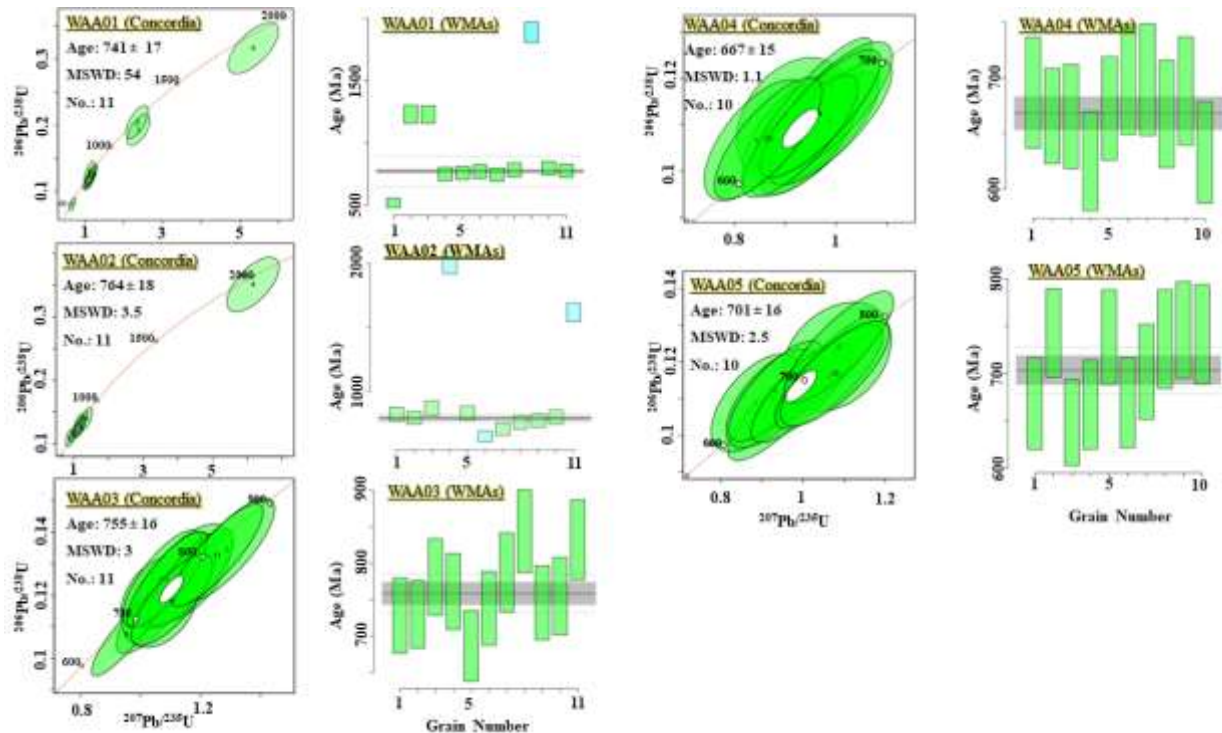 WAA01 (Concordia)
Age: 741 ± 17
MSWD: 54
No.: 11
2000
1500
1000
206Pb/238U
0.3
0.2
0.1
1
3
5
WAA01 (WMAs)
Age (Ma)
1500
500
1
5
11
WAA02 (Concordia)
Age: 764 ± 18
MSWD: 3.5
No.: 11
2000
1500
1000
206Pb/238U
0.3
0.2
0.1
1
3
5
WAA02 (WMAs)
Age (Ma)
2000
1000
1
5
11
WAA03 (Concordia)
Age: 755 ± 16
MSWD: 3
No.: 11
900
800
700
600
206Pb/238U
0.14
0.12
0.1
0.8
1.2
207Pb/235U
WAA03 (WMAs)
Age (Ma)
900
800
700
1
5
11
Grain Number
WAA04 (Concordia)
Age: 667 ± 15
MSWD: 1.1
No.: 10
700
600
206Pb/238U
0.12
0.1
0.8
1
WAA04 (WMAs)
Age (Ma)
700
600
1
5
10
WAA05 (Concordia)
Age: 701 ± 16
MSWD: 2.5
No.: 10
800
700
600
206Pb/238U
0.14
0.12
0.1
0.8
1
1.2
207Pb/235U
WAA05 (WMAs)
Age (Ma)
800
700
600
1
5
10
Grain Number